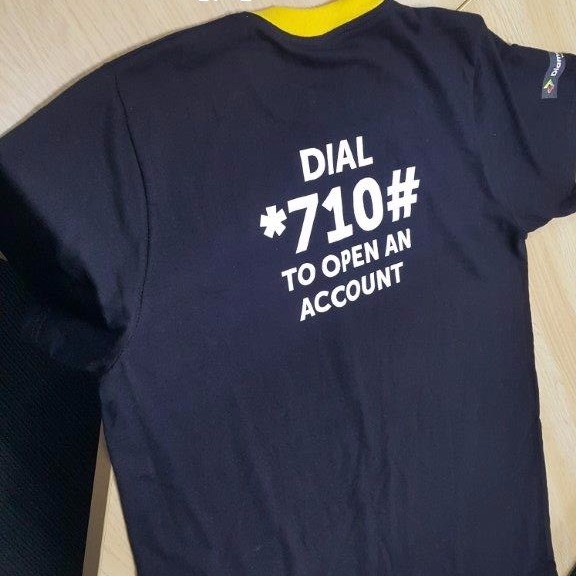 DIAL
*710#
TO OPEN AN
ACCOUNT